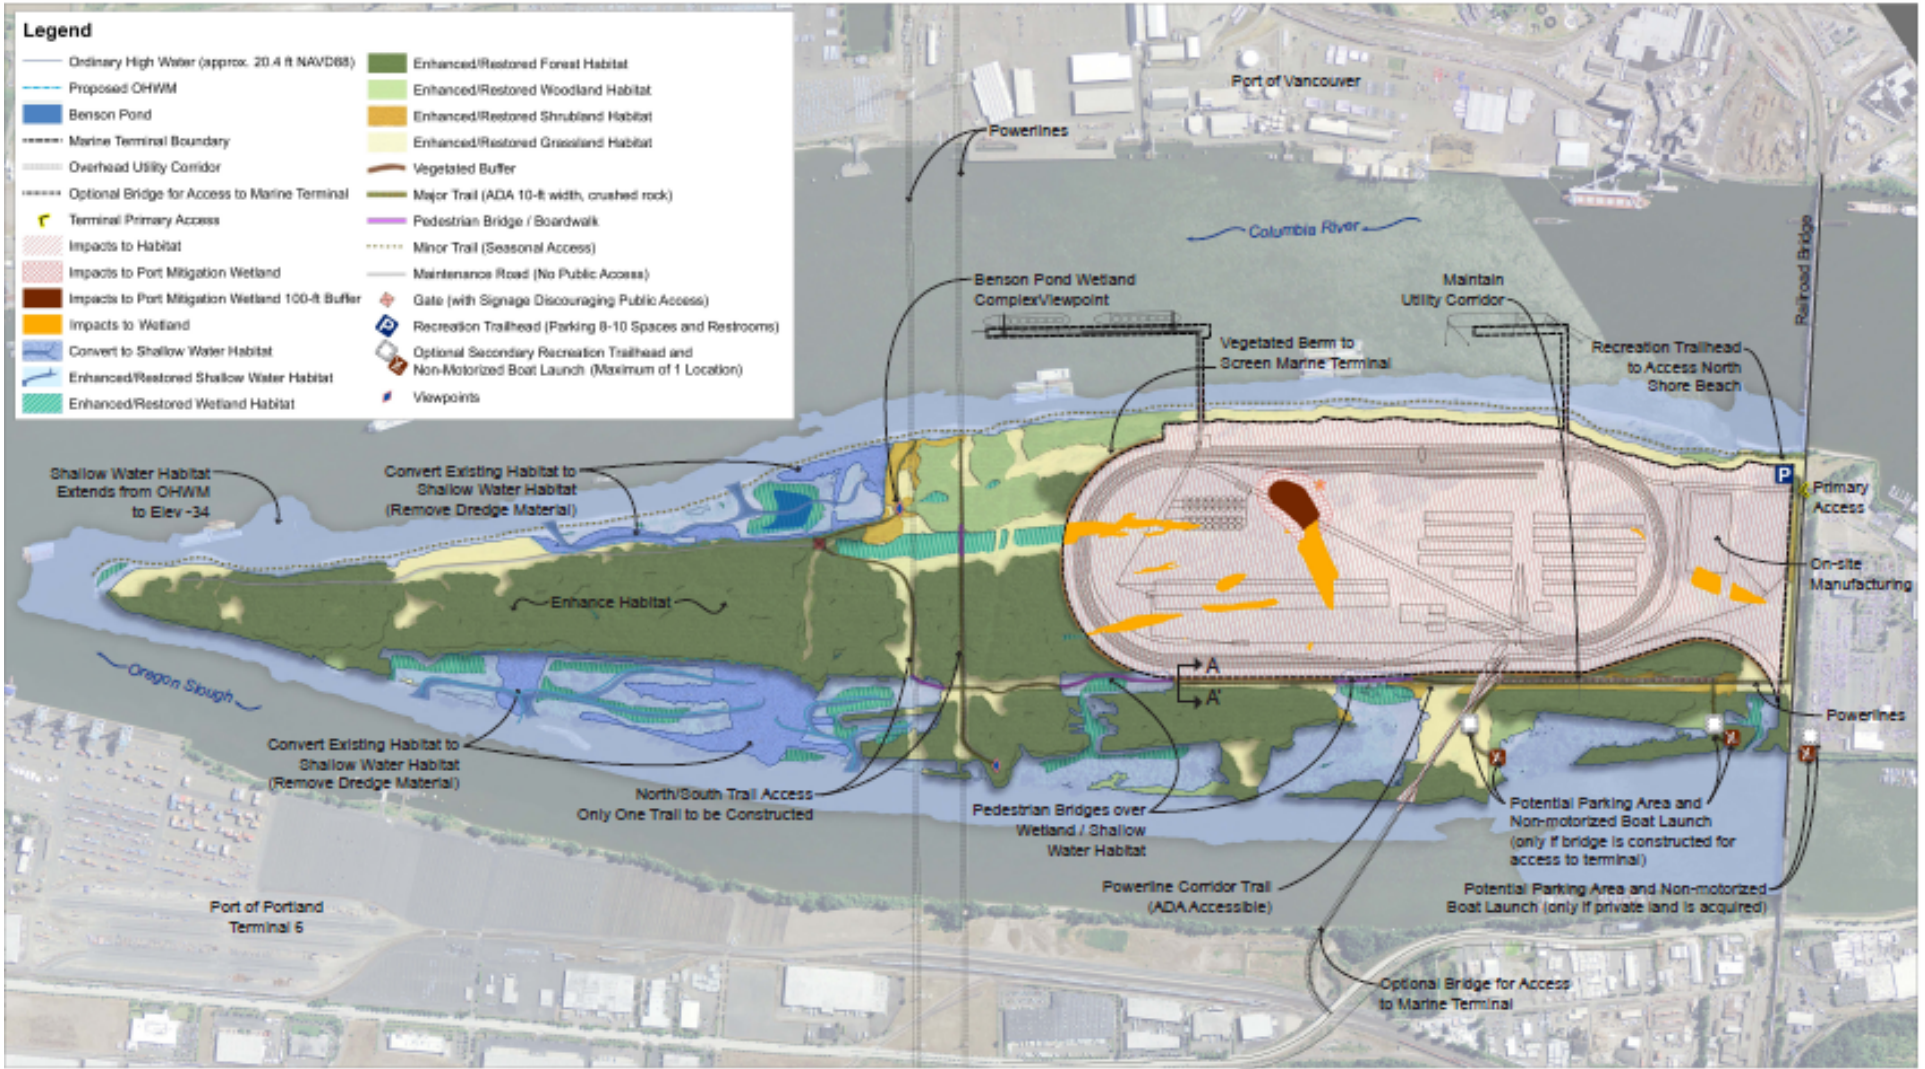 Legend
Ordinary High Water (approx. 20.4 ft NAVD88)
Proposed OHWM
Benson Pond
Marine Terminal Boundary
Overhead Utility Corridor
Optional Bridge for Access to Marine Terminal
Terminal Primary Access
Impacts to Habitat
Impacts to Port Mitigation Wetland
Impacts to Port Mitigation Wetland 100-ft Buffer
Impacts to Wetland
Convert to Shallow Water Habitat
Enhanced/Restored Shallow Water Habitat
Enhanced/Restored Wetland Habitat
Enhanced/Restored Forest Habitat
Enhanced/Restored Woodland Habitat
Enhanced/Restored Shrubland Habitat
Enhanced/Restored Grassland Habitat
Vegetated Buffer
Major Trail (ADA 10-ft width, crushed rock)
Pedestrian Bridge / Boardwalk
Minor Trail (Seasonal Access)
Maintenance Road (No Public Access)
Gate (with Signage Discouraging Public Access)
P
Recreation Trailhead (Parking 8-10 Spaces and Restrooms)
Optional Secondary Recreation Trailhead and
Non-Motorized Boat Launch (Maximum of 1 Location)
Viewpoints
Port of Vancouver
Powerlines
Columbia River
Railroad Bridge
Benson Pond Wetland
ComplexViewpoint
Maintain
Utility Corridor
Vegetated Berm to
Screen Marine Terminal
Recreation Trailhead
to Access North
Shore Beach
Shallow Water Habitat
Extends from OHWM
to Elev -34
Convert Existing Habitat to
Shallow Water Habitat
(Remove Dredge Material)
P
Primary
Access
On-site
Manufacturing
Enhance Habitat
Oregon Slough
A
A'
Powerlines
Convert Existing Habitat to
Shallow Water Habitat
(Remove Dredge Material)
North/South Trail Access
Only One Trail to be Constructed
Pedestrian Bridges over
Wetland / Shallow
Water Habitat
Potential Parking Area and
Non-motorized Boat Launch
(only if bridge is constructed for
access to terminal)
Powerline Corridor Trail
(ADA Accessible)
Potential Parking Area and Non-motorized
Boat Launch (only if private land is acquired)
Port of Portland
Terminal 6
Optional Bridge for Access
to Marine Terminal